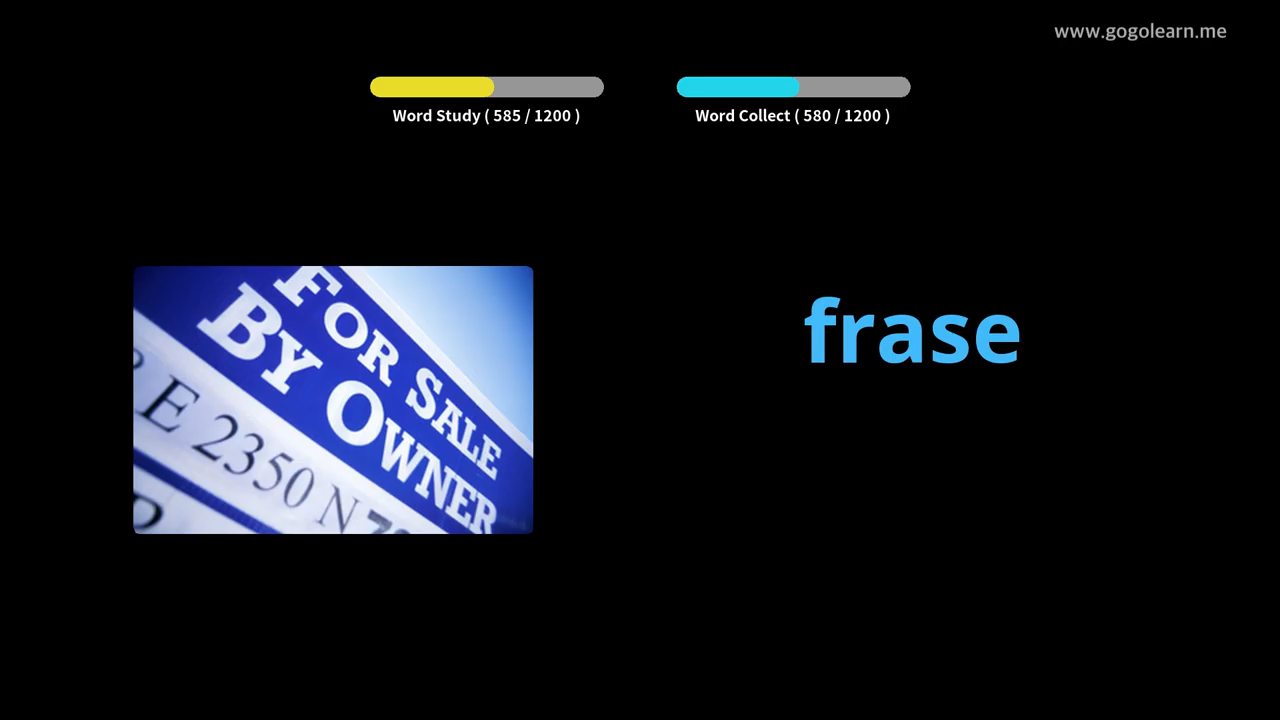 www.gogolearn.me
Word Study ( 585 / 1200 )
Word Collect ( 580 / 1200 )
FOR SALE
BY OWNER
E 2350 N
frase